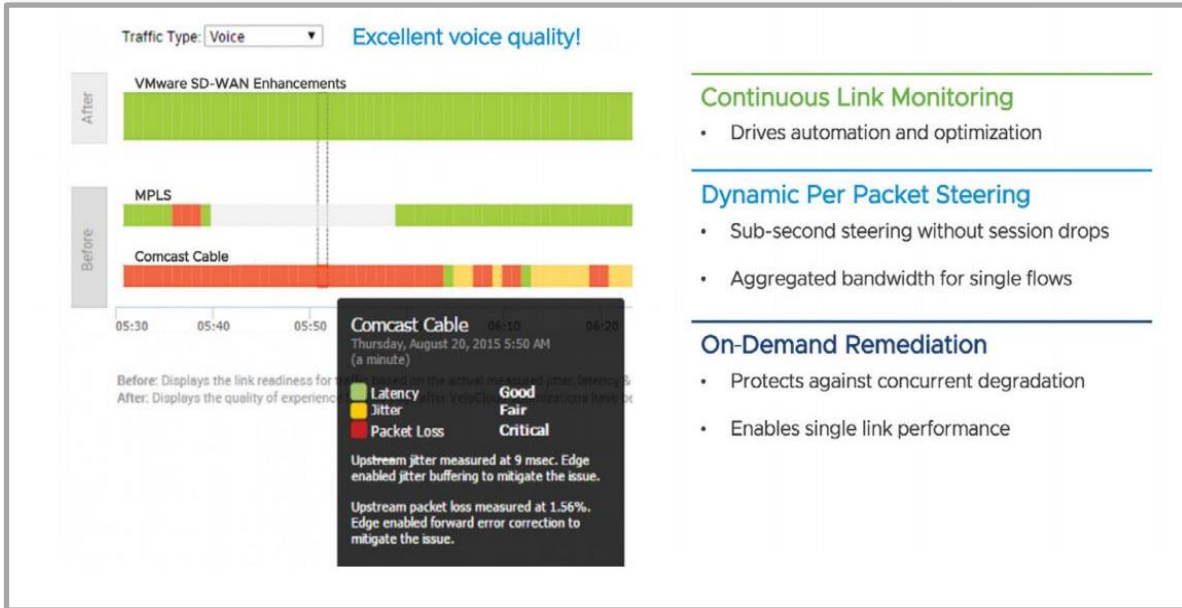 Traffic Type: Voice
Excellent voice quality!
After
VMware SD-WAN Enhancements
Before
MPLS
Comcast Cable
05:30 05:40 05:50 06:10 06:20
Before: Displays the link readiness for based on the actual measured jitter, latency &
After: Displays the quality of experience after VeloCloud have be
Comcast Cable
Thursday, August 20, 2015 5:50 AM
(a minute)
Latency Good
Jitter Fair
Packet Loss Critical
Upstream jitter measured at 9 msec. Edge
enabled jitter buffering to mitigate the issue.
Upstream packet loss measured at 1.56%.
Edge enabled forward error correction to
mitigate the issue.
Continuous Link Monitoring
• Drives automation and optimization
Dynamic Per Packet Steering
• Sub-second steering without session drops
• Aggregated bandwidth for single flows
On-Demand Remediation
• Protects against concurrent degradation
• Enables single link performance